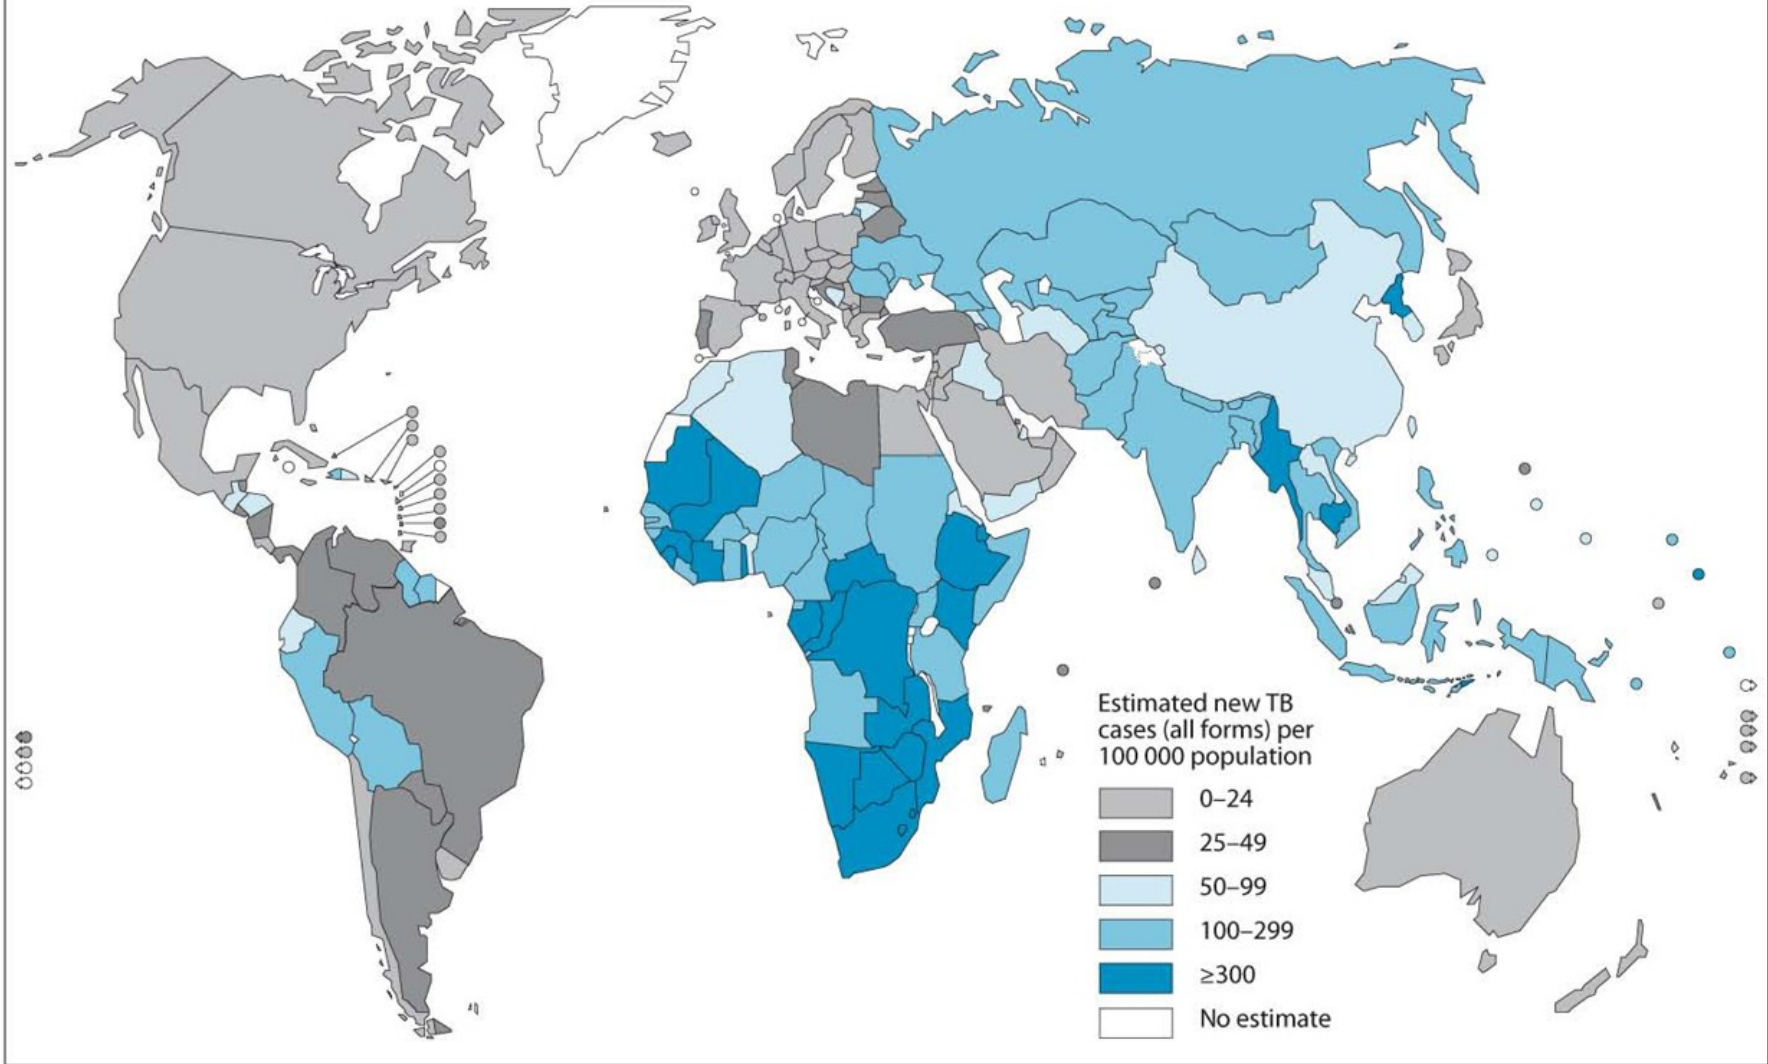 Estimated new TB
cases (all forms) per
100 000 population
0–24
25–49
50–99
100–299
≥300
No estimate